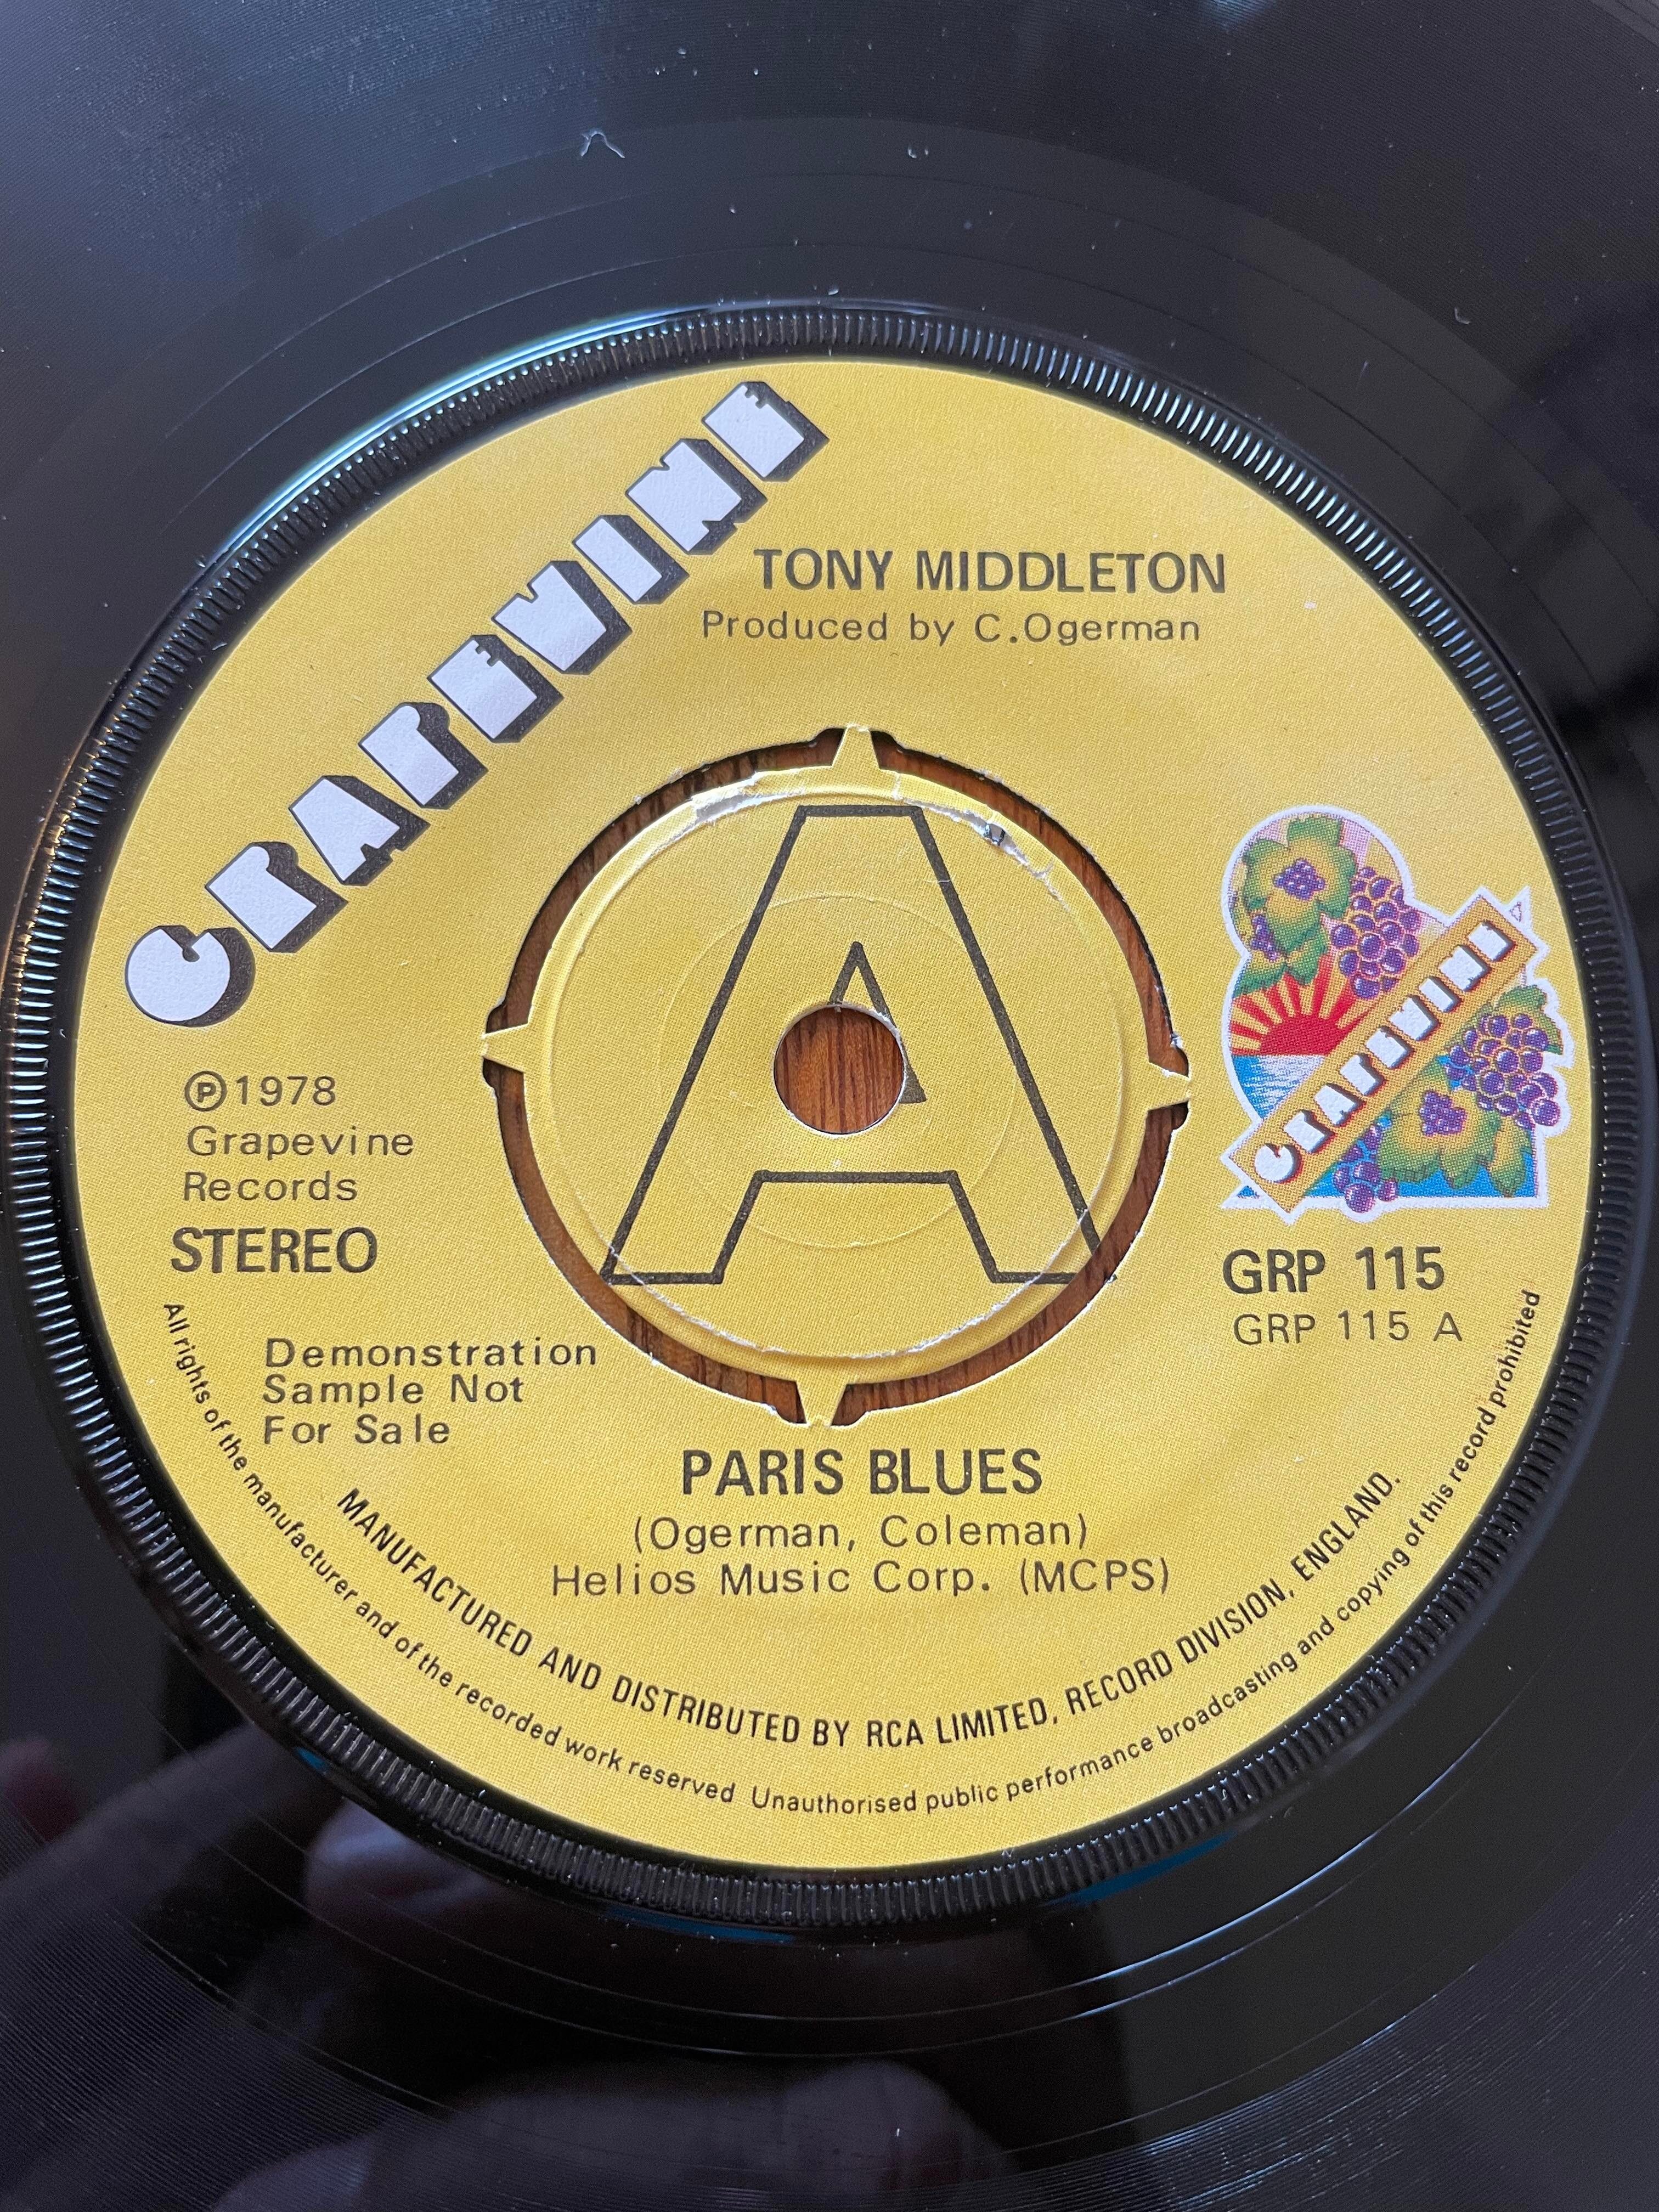 GRAPEVINE
TONY MIDDLETON
Produced by C.Ogerman
A
GRAPEVINE
℗1978
Grapevine
Records
STEREO
GRP 115
GRP 115 A
Demonstration
Sample Not
For Sale
PARIS BLUES
(Ogerman, Coleman)
Helios Music Corp. (MCPS)
MANUFACTURED AND DISTRIBUTED BY RCA LIMITED, RECORD DIVISION, ENGLAND.
All rights of the manufacturer and of the recorded work reserved Unauthorised public performance broadcasting and copying of this record prohibited